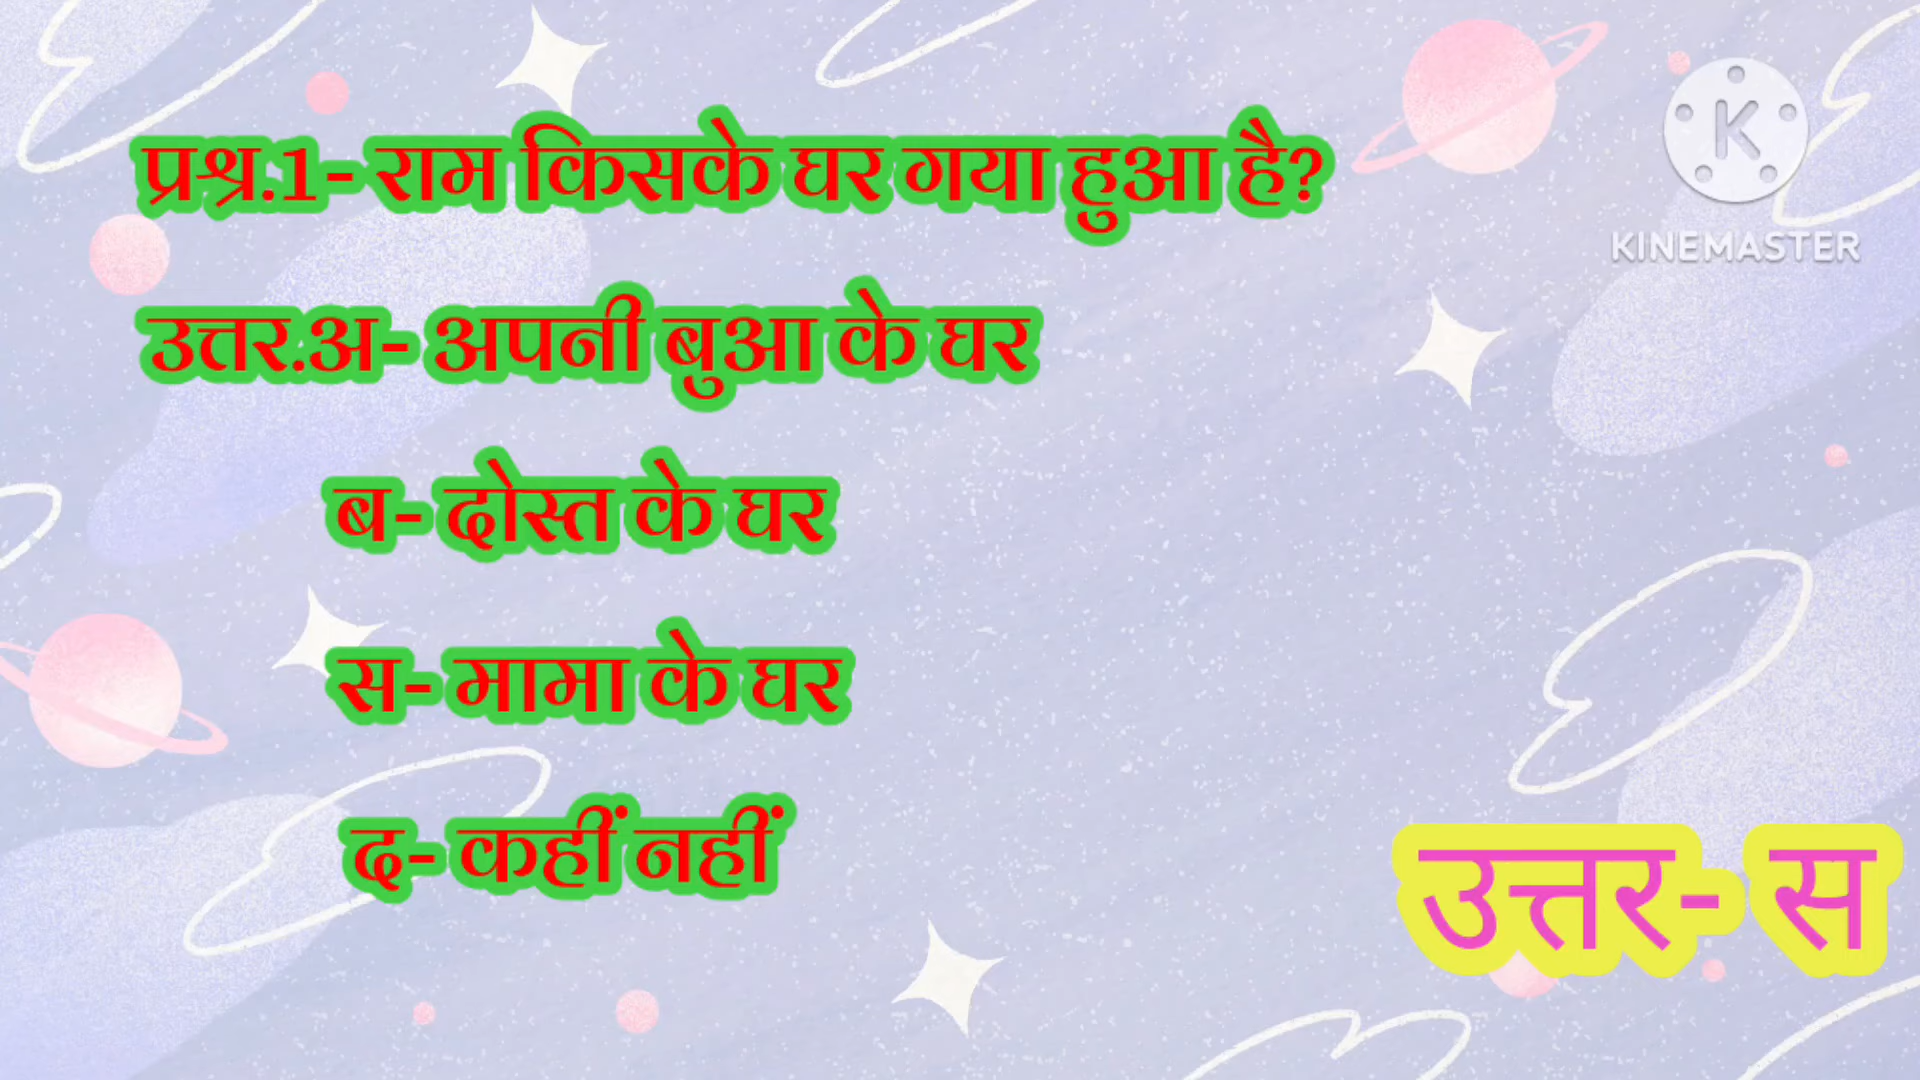 प्रश्र.1- राम किसके घर गया हुआ है?
उत्तर.अ- अपनी बुआ के घर
ब- दोस्त के घर
स- मामा के घर
द- कहीं नहीं
उत्तर- स
K
KINEMASTER